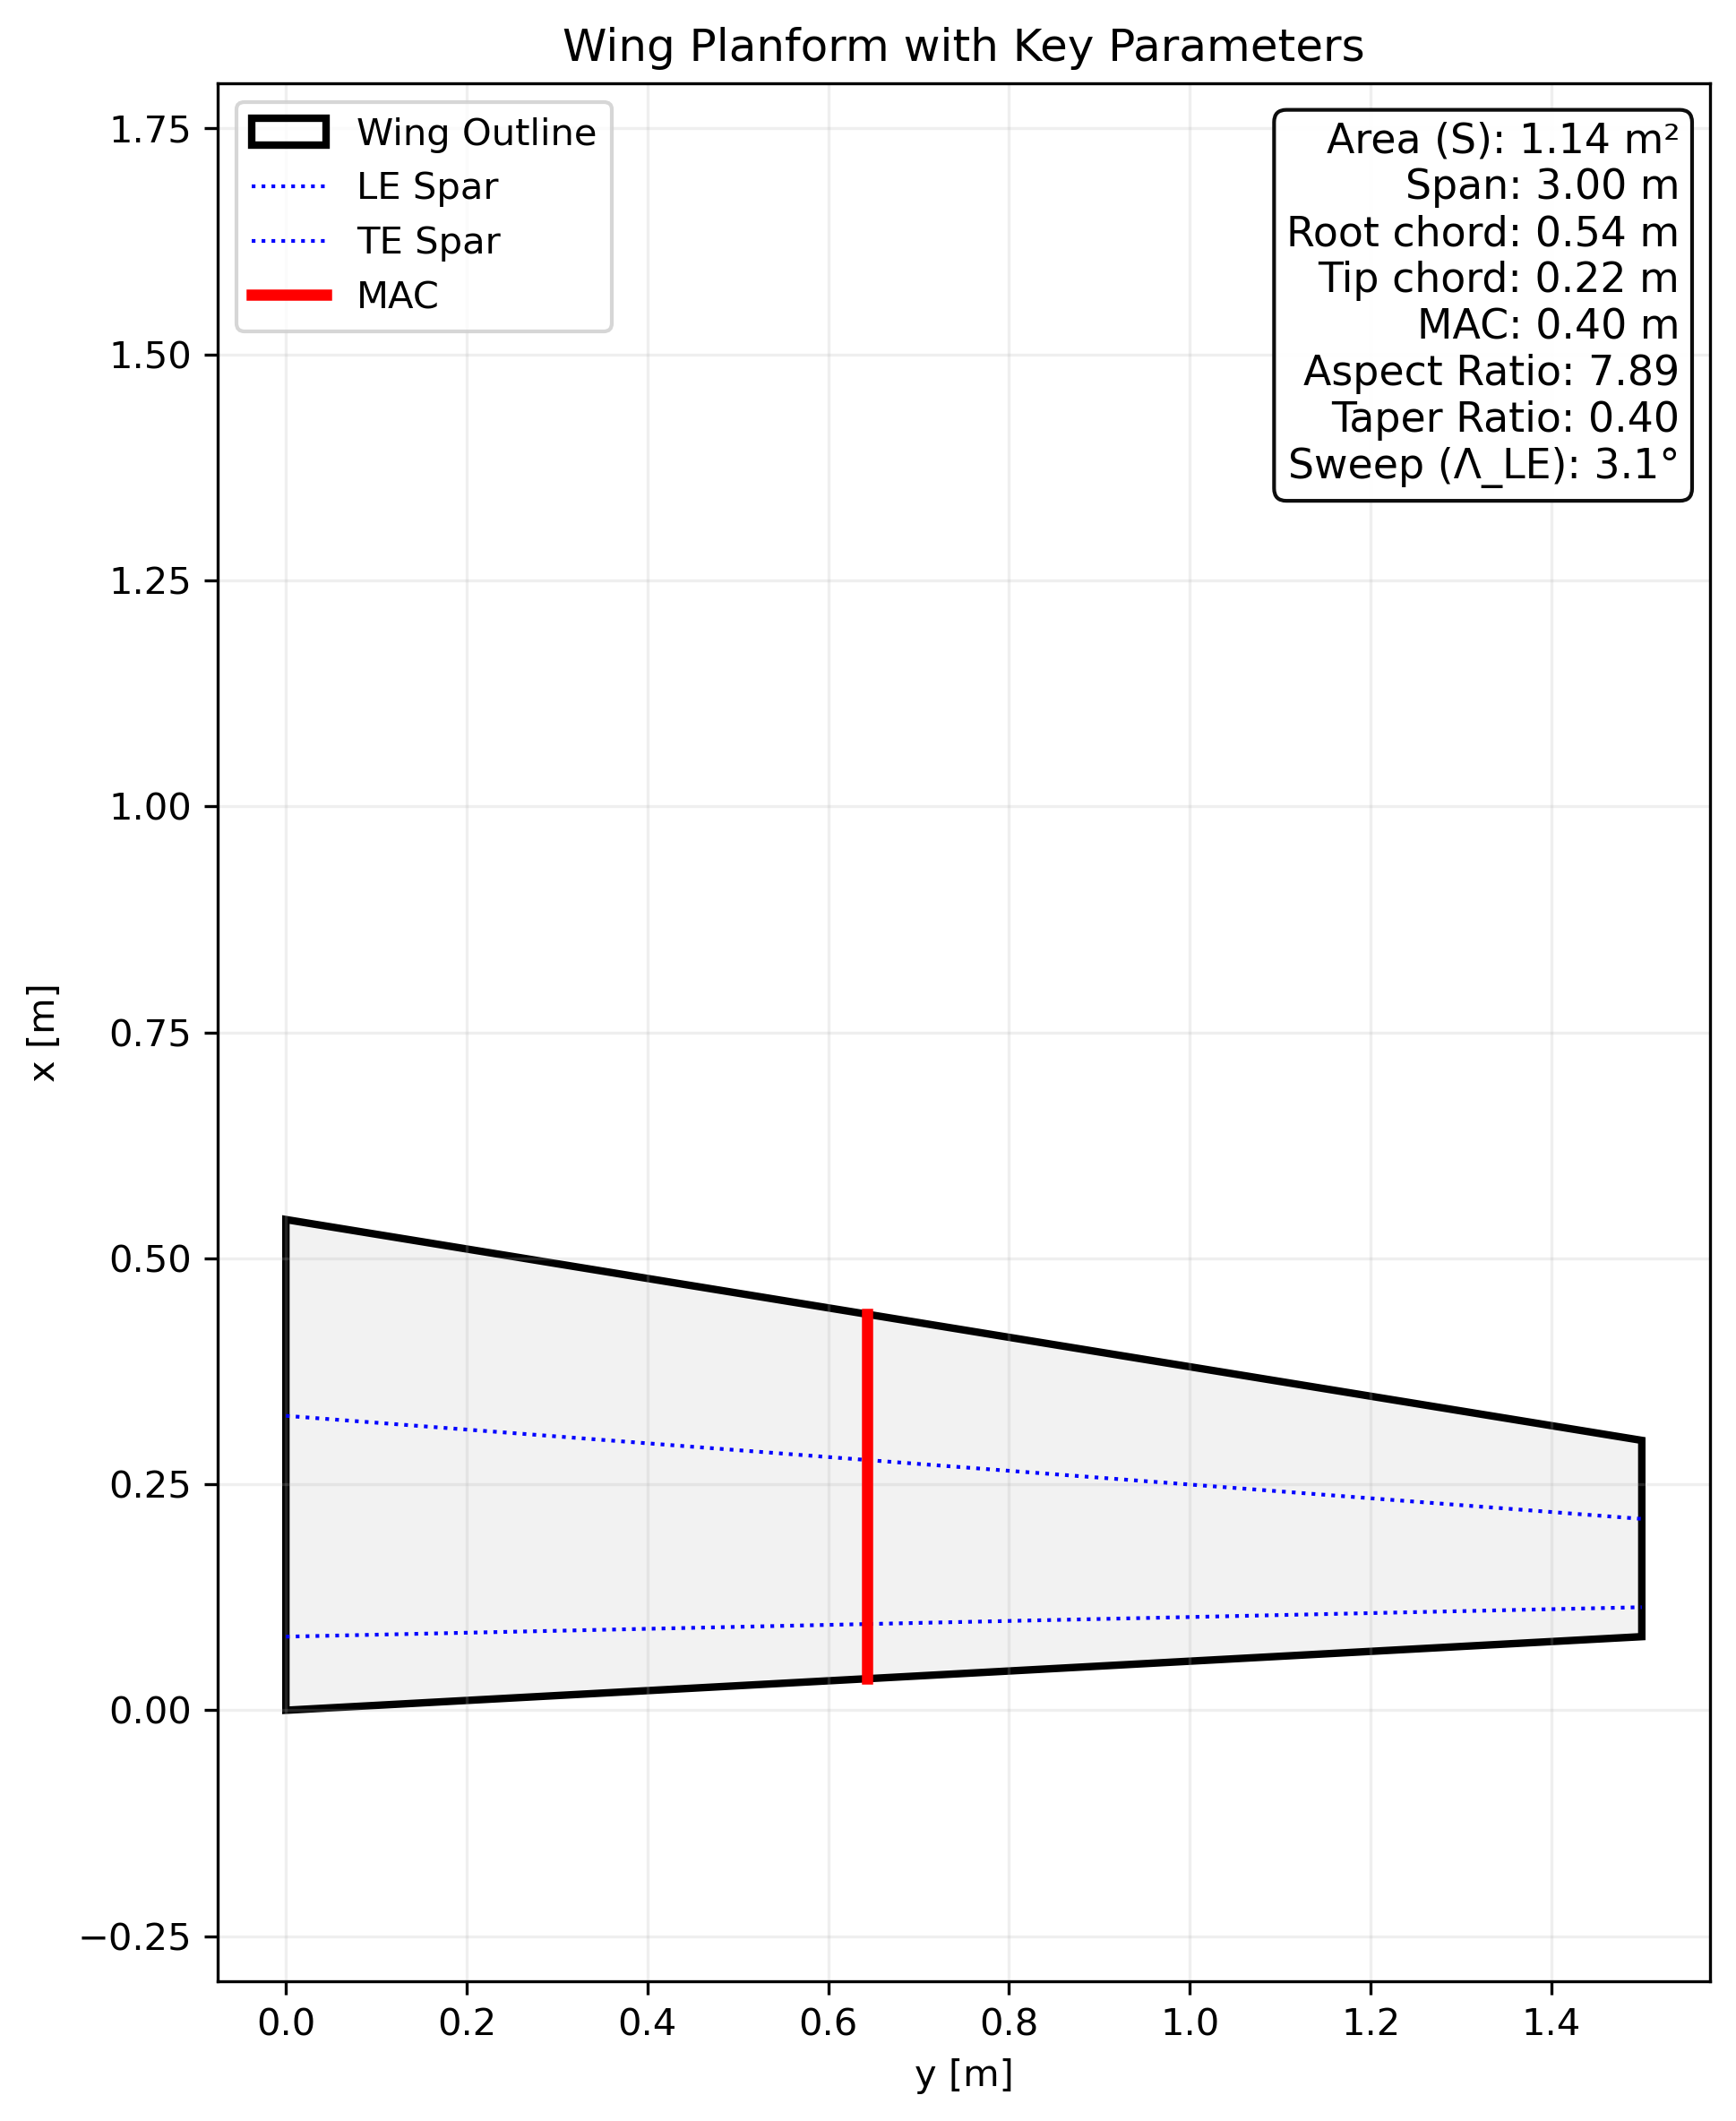 Wing Planform with Key Parameters
Wing Outline
LE Spar
TE Spar
MAC
Area (S): 1.14 m²
Span: 3.00 m
Root chord: 0.54 m
Tip chord: 0.22 m
MAC: 0.40 m
Aspect Ratio: 7.89
Taper Ratio: 0.40
Sweep (Λ_LE): 3.1°
1.75
1.50
1.25
1.00
0.75
0.50
0.25
0.00
−0.25
x [m]
0.0 0.2 0.4 0.6 0.8 1.0 1.2 1.4
y [m]